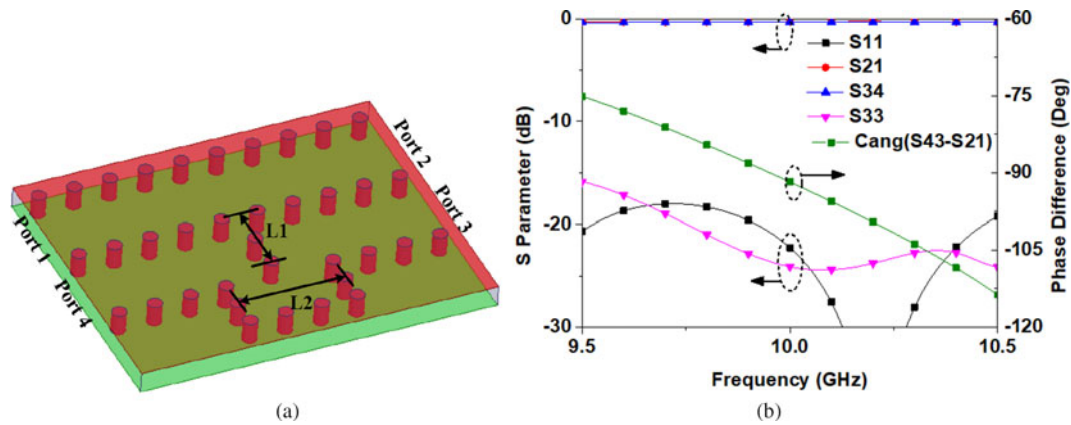 (a)
Port 1
Port 4
Port 2
Port 3
L1
L2
(b)
S Parameter (dB)
0
-10
-20
-30
S11
S21
S34
S33
Cang(S43-S21)
-60
-75
-90
-105
-120
Phase Difference (Deg)
9.5
10.0
10.5
Frequency (GHz)
(a)
(b)